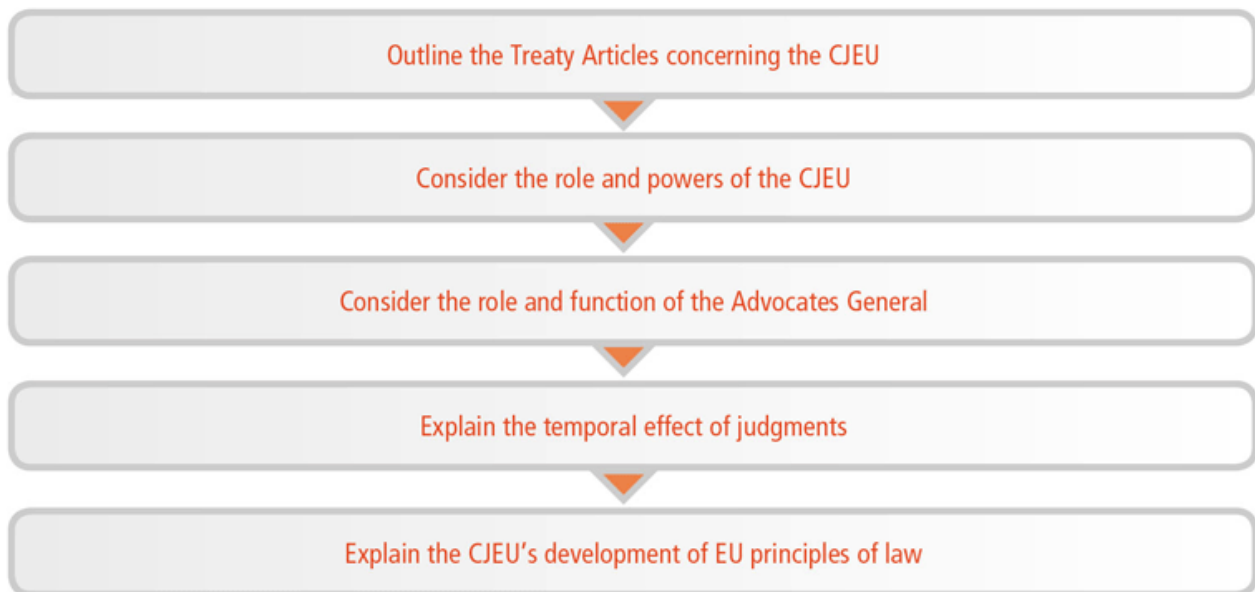 Outline the Treaty Articles concerning the CJEU
Consider the role and powers of the CJEU
Consider the role and function of the Advocates General
Explain the temporal effect of judgments
Explain the CJEU’s development of EU principles of law